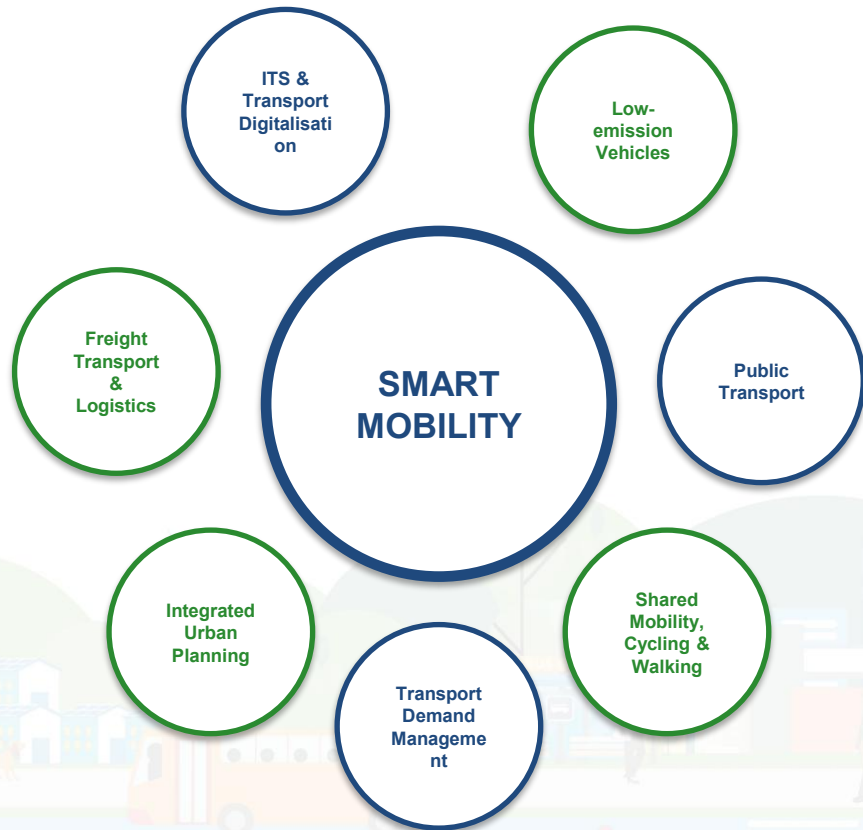 ITS &
Transport
Digitalisati
on
Low-
emission
Vehicles
Freight
Transport
&
Logistics
SMART
MOBILITY
Public
Transport
Integrated
Urban
Planning
Shared
Mobility,
Cycling &
Walking
Transport
Demand
Manageme
nt